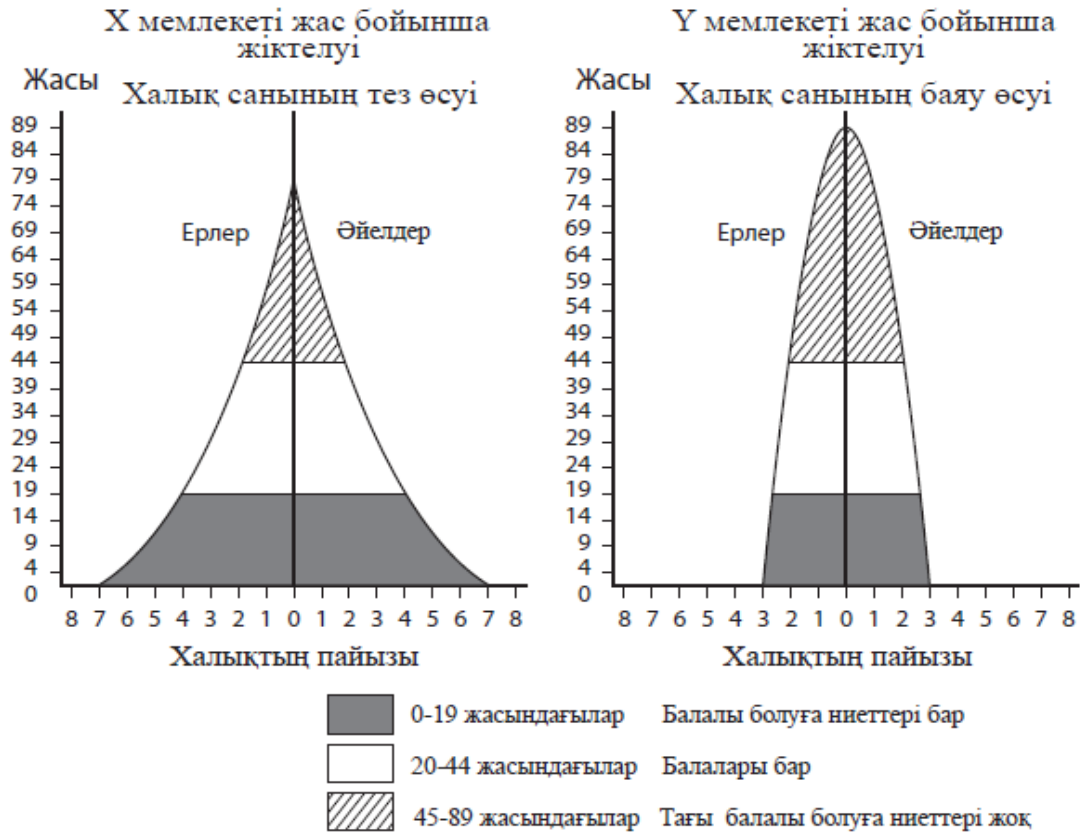 X мемлекеті жас бойынша
жіктелуі
Жасы
Халық санының тез өсуі
89
84
79
74
69
64
59
54
49
44
39
34
29
24
19
14
9
4
0
Ерлер
Әйелдер
8 7 6 5 4 3 2 1 0 1 2 3 4 5 6 7 8
Халықтың пайызы
Y мемлекеті жас бойынша
жіктелуі
Жасы
Халық санының баяу өсуі
89
84
79
74
69
64
59
54
49
44
39
34
29
24
19
14
9
4
0
Ерлер
Әйелдер
8 7 6 5 4 3 2 1 0 1 2 3 4 5 6 7 8
Халықтың пайызы
0-19 жасындағылар Балалы болуға ниеттері бар
20-44 жасындағылар Балалары бар
45-89 жасындағылар Тағы балалы болуға ниеттері жоқ